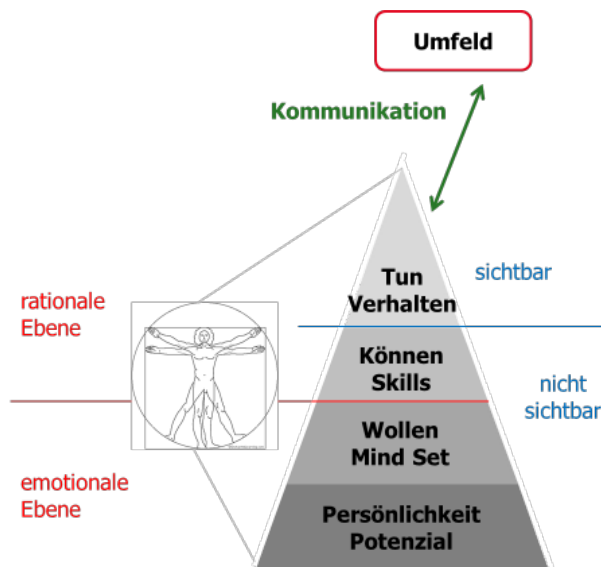 Umfeld
Kommunikation
Tun
Verhalten
sichtbar
rationale
Ebene
Können
Skills
nicht
sichtbar
Wollen
Mind Set
emotionale
Ebene
Persönlichkeit
Potenzial